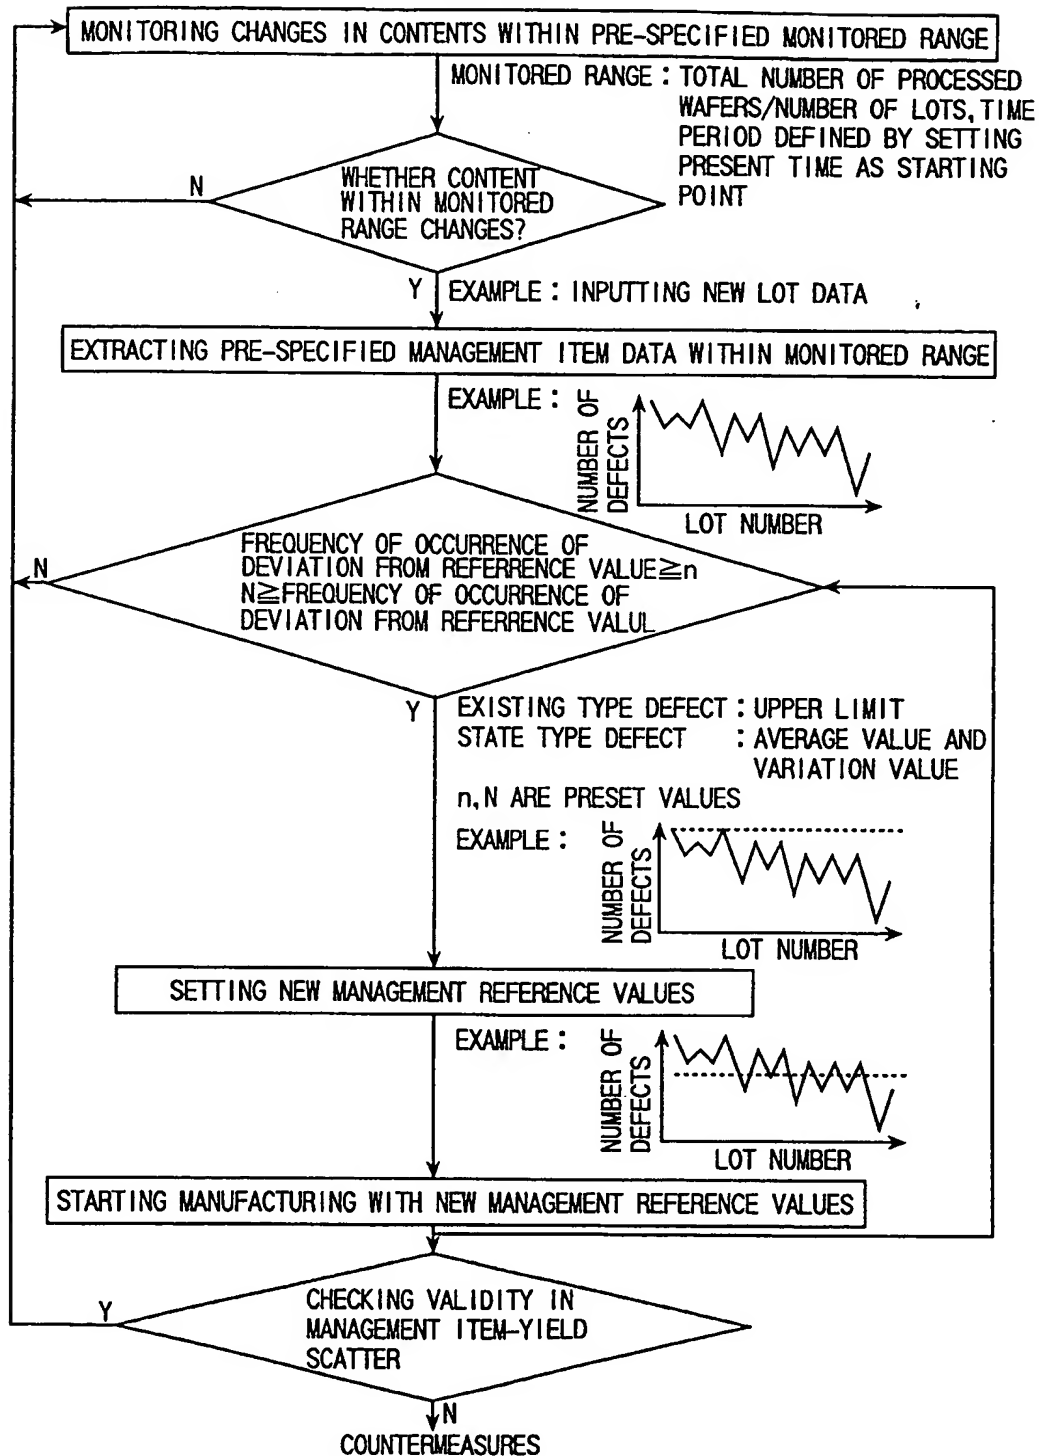 MONITORING CHANGES IN CONTENTS WITHIN PRE-SPECIFIED MONITORED RANGE
MONITORED RANGE : TOTAL NUMBER OF PROCESSED
WAFERS/NUMBER OF LOTS, TIME
PERIOD DEFINED BY SETTING
PRESENT TIME AS STARTING
POINT
N
WHETHER CONTENT
WITHIN MONITORED
RANGE CHANGES?
Y
EXAMPLE : INPUTTING NEW LOT DATA
EXTRACTING PRE-SPECIFIED MANAGEMENT ITEM DATA WITHIN MONITORED RANGE
EXAMPLE :
NUMBER OF
DEFECTS
LOT NUMBER
N
FREQUENCY OF OCCURRENCE OF
DEVIATION FROM REFERRENCE VALUE≧n
N≧FREQUENCY OF OCCURRENCE OF
DEVIATION FROM REFERRENCE VALUL
Y
EXISTING TYPE DEFECT : UPPER LIMIT
STATE TYPE DEFECT : AVERAGE VALUE AND
VARIATION VALUE
n,N ARE PRESET VALUES
EXAMPLE :
NUMBER OF
DEFECTS
LOT NUMBER
SETTING NEW MANAGEMENT REFERENCE VALUES
EXAMPLE :
NUMBER OF
DEFECTS
LOT NUMBER
STARTING MANUFACTURING WITH NEW MANAGEMENT REFERENCE VALUES
Y
CHECKING VALIDITY IN
MANAGEMENT ITEM-YIELD
SCATTER
N
COUNTERMEASURES